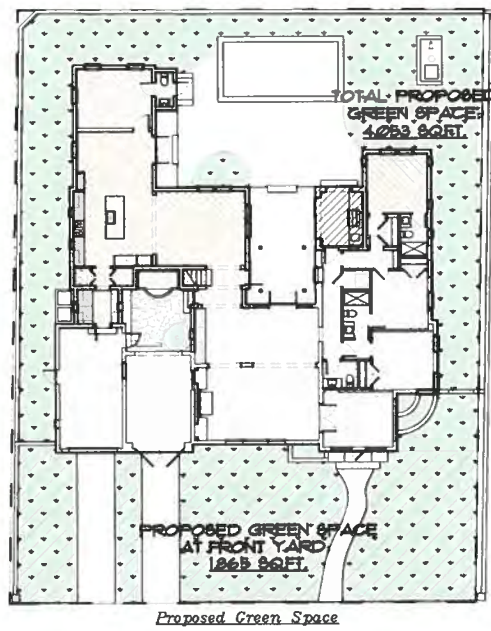 TOTAL PROPOSED
GREEN SPACE:
4,053 SQ.FT.
PROPOSED GREEN SPACE
AT FRONT YARD:
1,865 SQ.FT.
Proposed Green Space